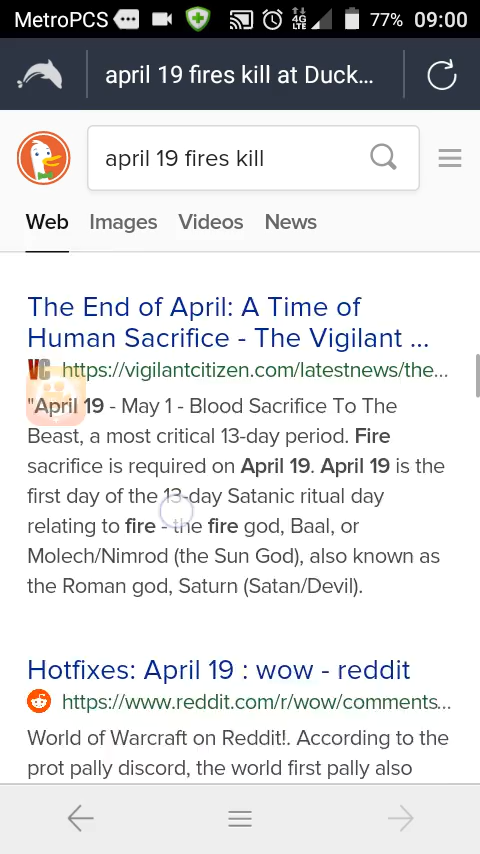 MetroPCS
4G
LTE
77%
09:00
april 19 fires kill at Duck...
april 19 fires kill
Web Images Videos News
The End of April: A Time of
Human Sacrifice - The Vigilant ...
VC https://vigilantcitizen.com/latestnews/the...
"April 19 - May 1 - Blood Sacrifice To The
Beast, a most critical 13-day period. Fire
sacrifice is required on April 19. April 19 is the
first day of the 13-day Satanic ritual day
relating to fire - the fire god, Baal, or
Molech/Nimrod (the Sun God), also known as
the Roman god, Saturn (Satan/Devil).
Hotfixes: April 19 : wow - reddit
https://www.reddit.com/r/wow/comments...
World of Warcraft on Reddit!. According to the
prot pally discord, the world first pally also